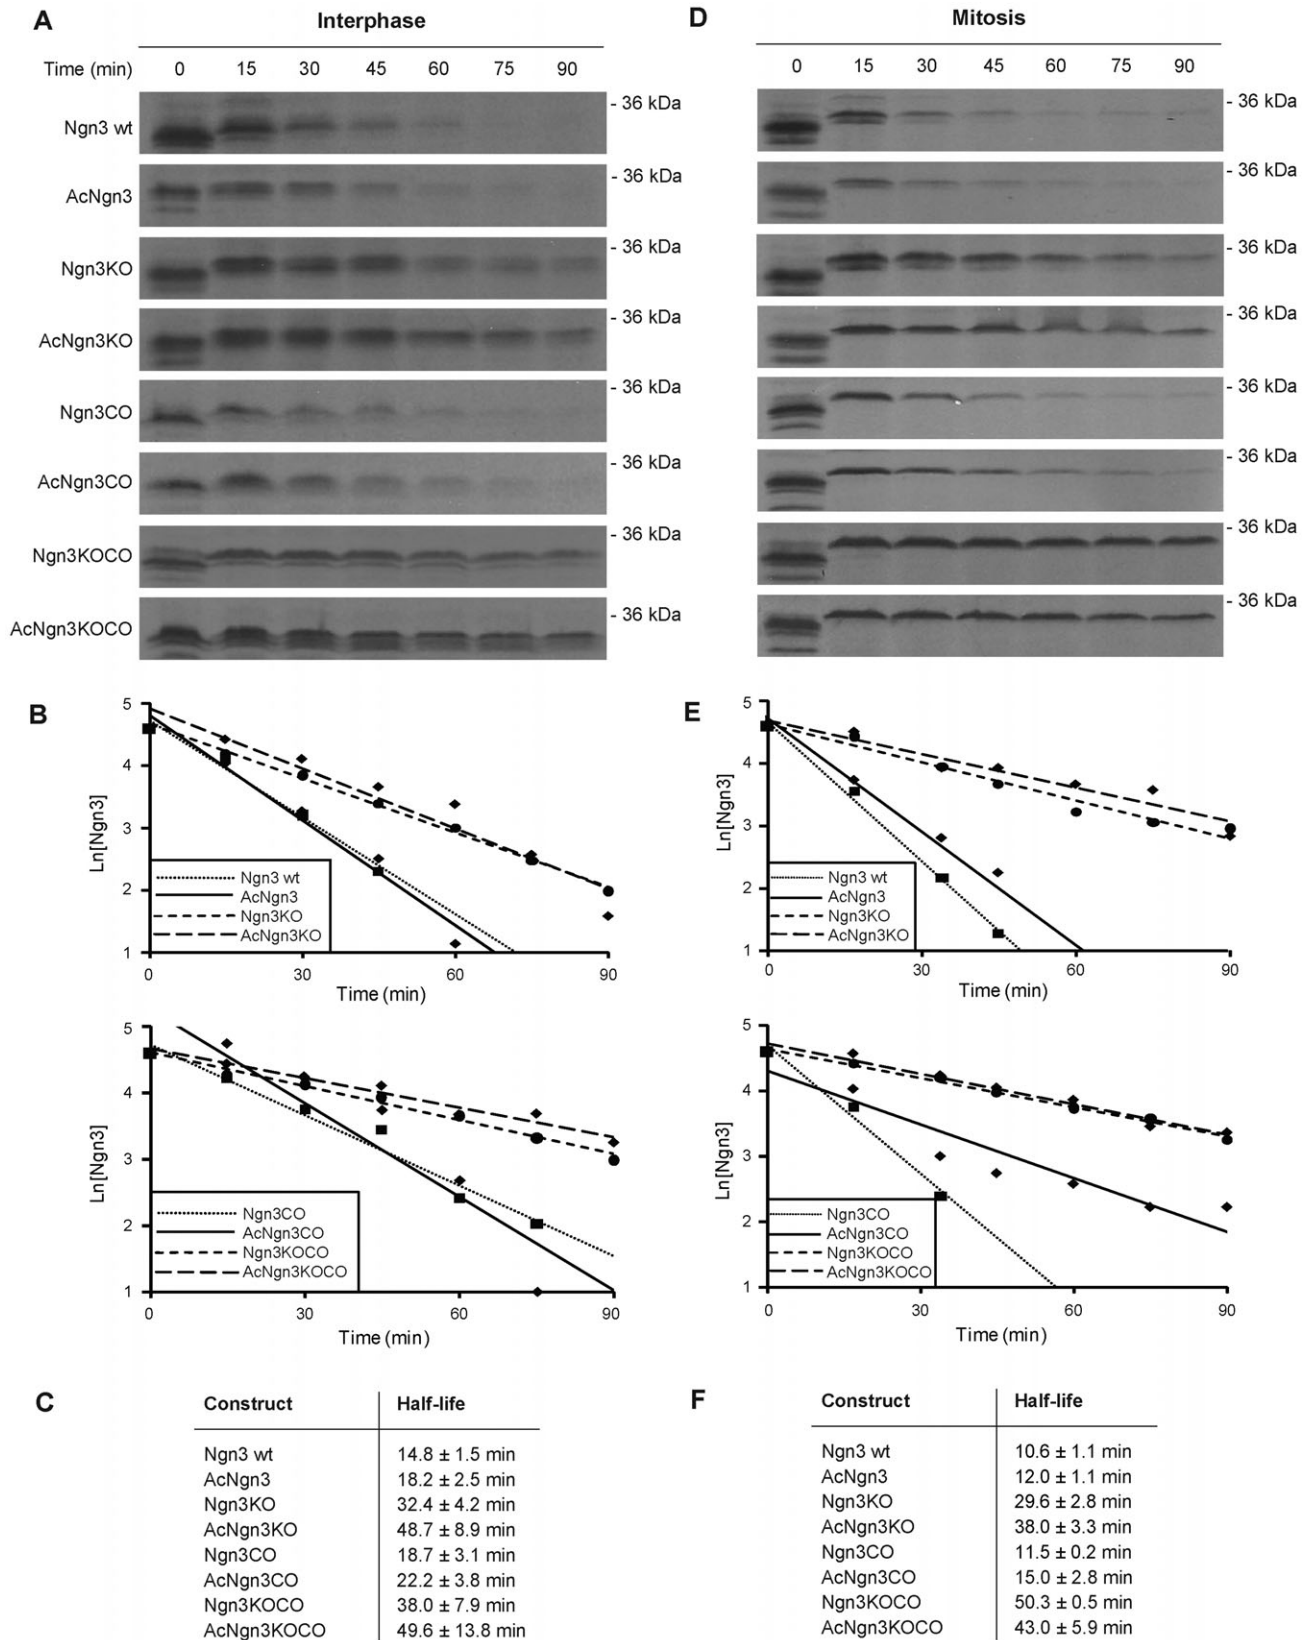 A
Interphase
Time (min) 0 15 30 45 60 75 90
Ngn3 wt - 36 kDa
AcNgn3 - 36 kDa
Ngn3KO - 36 kDa
AcNgn3KO - 36 kDa
Ngn3CO - 36 kDa
AcNgn3CO - 36 kDa
Ngn3KOCO - 36 kDa
AcNgn3KOCO - 36 kDa
D
Mitosis
0 15 30 45 60 75 90
- 36 kDa
- 36 kDa
- 36 kDa
- 36 kDa
- 36 kDa
- 36 kDa
- 36 kDa
- 36 kDa
B
Ln[Ngn3]
5
4
3
2
1
Ngn3 wt
AcNgn3
Ngn3KO
AcNgn3KO
0 30 60 90
Time (min)
Ln[Ngn3]
5
4
3
2
1
Ngn3CO
AcNgn3CO
Ngn3KOCO
AcNgn3KOCO
0 30 60 90
Time (min)
E
Ln[Ngn3]
5
4
3
2
1
Ngn3 wt
AcNgn3
Ngn3KO
AcNgn3KO
0 30 60 90
Time (min)
Ln[Ngn3]
5
4
3
2
1
Ngn3CO
AcNgn3CO
Ngn3KOCO
AcNgn3KOCO
0 30 60 90
Time (min)
C
Construct Half-life
Ngn3 wt 14.8 ± 1.5 min
AcNgn3 18.2 ± 2.5 min
Ngn3KO 32.4 ± 4.2 min
AcNgn3KO 48.7 ± 8.9 min
Ngn3CO 18.7 ± 3.1 min
AcNgn3CO 22.2 ± 3.8 min
Ngn3KOCO 38.0 ± 7.9 min
AcNgn3KOCO 49.6 ± 13.8 min
F
Construct Half-life
Ngn3 wt 10.6 ± 1.1 min
AcNgn3 12.0 ± 1.1 min
Ngn3KO 29.6 ± 2.8 min
AcNgn3KO 38.0 ± 3.3 min
Ngn3CO 11.5 ± 0.2 min
AcNgn3CO 15.0 ± 2.8 min
Ngn3KOCO 50.3 ± 0.5 min
AcNgn3KOCO 43.0 ± 5.9 min